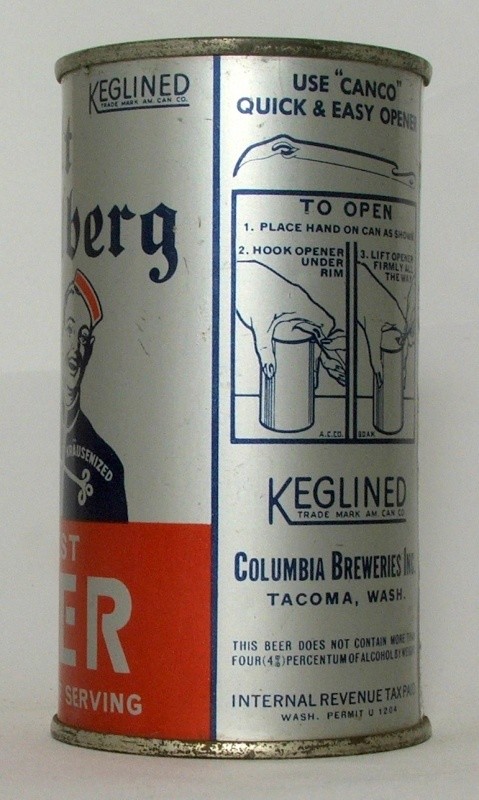 KEGLINED
TRADE MARK AM. CAN CO.
t
berg
KRAUSENIZED
ST
ER
SERVING
USE "CANCO"
QUICK & EASY OPENER
TO OPEN
1. PLACE HAND ON CAN AS SHOWN
2. HOOK OPENER
UNDER
RIM
3. LIFT OPENER
FIRMLY ALL
THE WAY
A.C.CO.
KEGLINED
TRADE MARK AM. CAN CO.
COLUMBIA BREWERIES INC.
TACOMA, WASH.
THIS BEER DOES NOT CONTAIN MORE THAN
FOUR (4%) PERCENTUM OF ALCOHOL BY WEIGHT
INTERNAL REVENUE TAX PAID
WASH. PERMIT U 1204